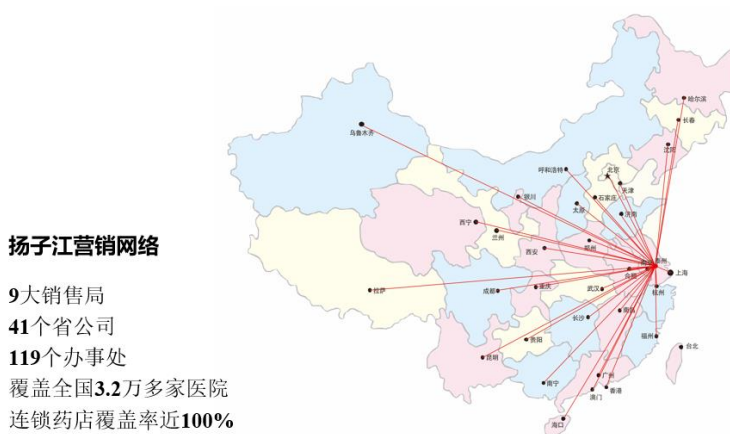 扬子江营销网络
9大销售局
41个省公司
119个办事处
覆盖全国3.2万多家医院
连锁药店覆盖率近100%
哈尔滨
长春
乌鲁木齐
沈阳
呼和浩特
北京
天津
银川
石家庄
太原
济南
西宁
兰州
郑州
西安
泰州
南京
上海
合肥
拉萨
成都
重庆
武汉
杭州
南昌
长沙
福州
贵阳
台北
昆明
南宁
广州
香港
澳门
海口